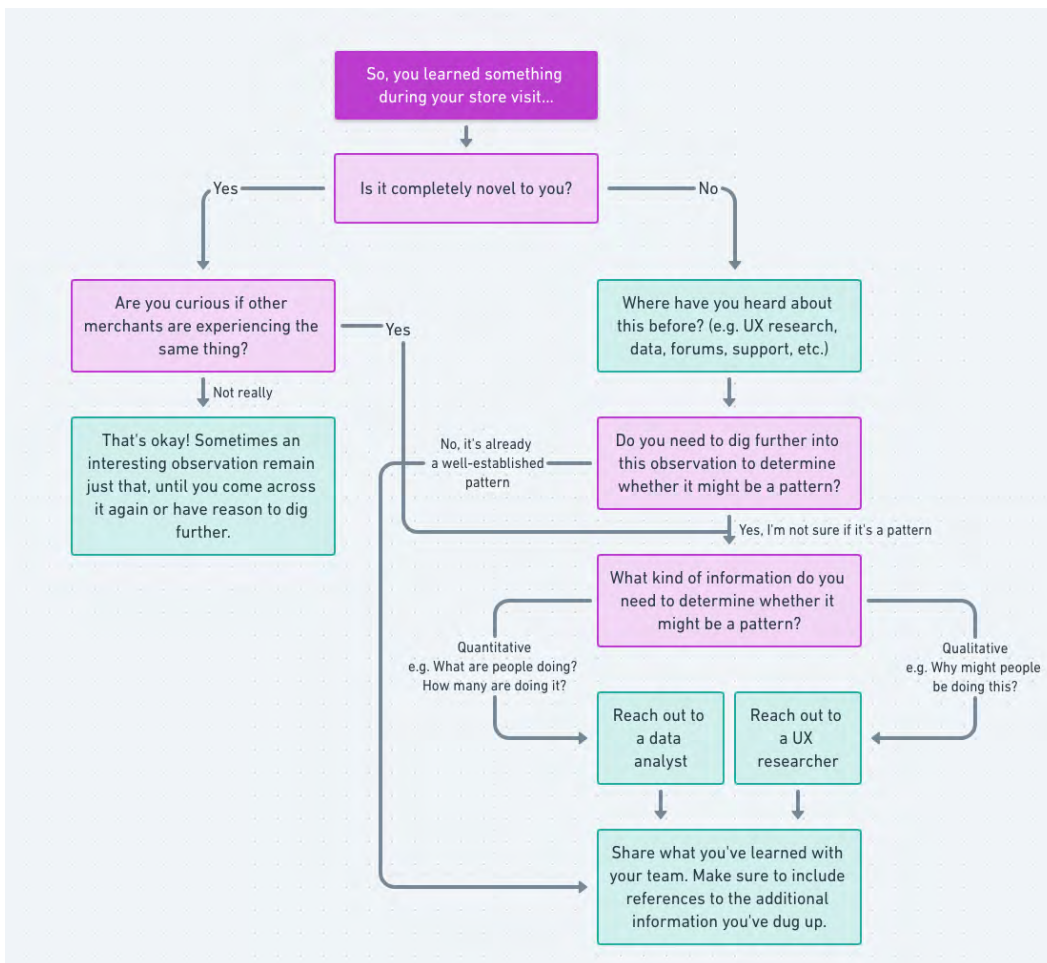 So, you learned something
during your store visit...
Is it completely novel to you?
Yes
No
Are you curious if other
merchants are experiencing the
same thing?
Yes
Where have you heard about
this before? (e.g. UX research,
data, forums, support, etc.)
Not really
That's okay! Sometimes an
interesting observation remain
just that, until you come across
it again or have reason to dig
further.
No, it's already
a well-established
pattern
Do you need to dig further into
this observation to determine
whether it might be a pattern?
Yes, I'm not sure if it's a pattern
What kind of information do you
need to determine whether it
might be a pattern?
Quantitative
e.g. What are people doing?
How many are doing it?
Qualitative
e.g. Why might people
be doing this?
Reach out to
a data
analyst
Reach out to
a UX
researcher
Share what you've learned with
your team. Make sure to include
references to the additional
information you've dug up.